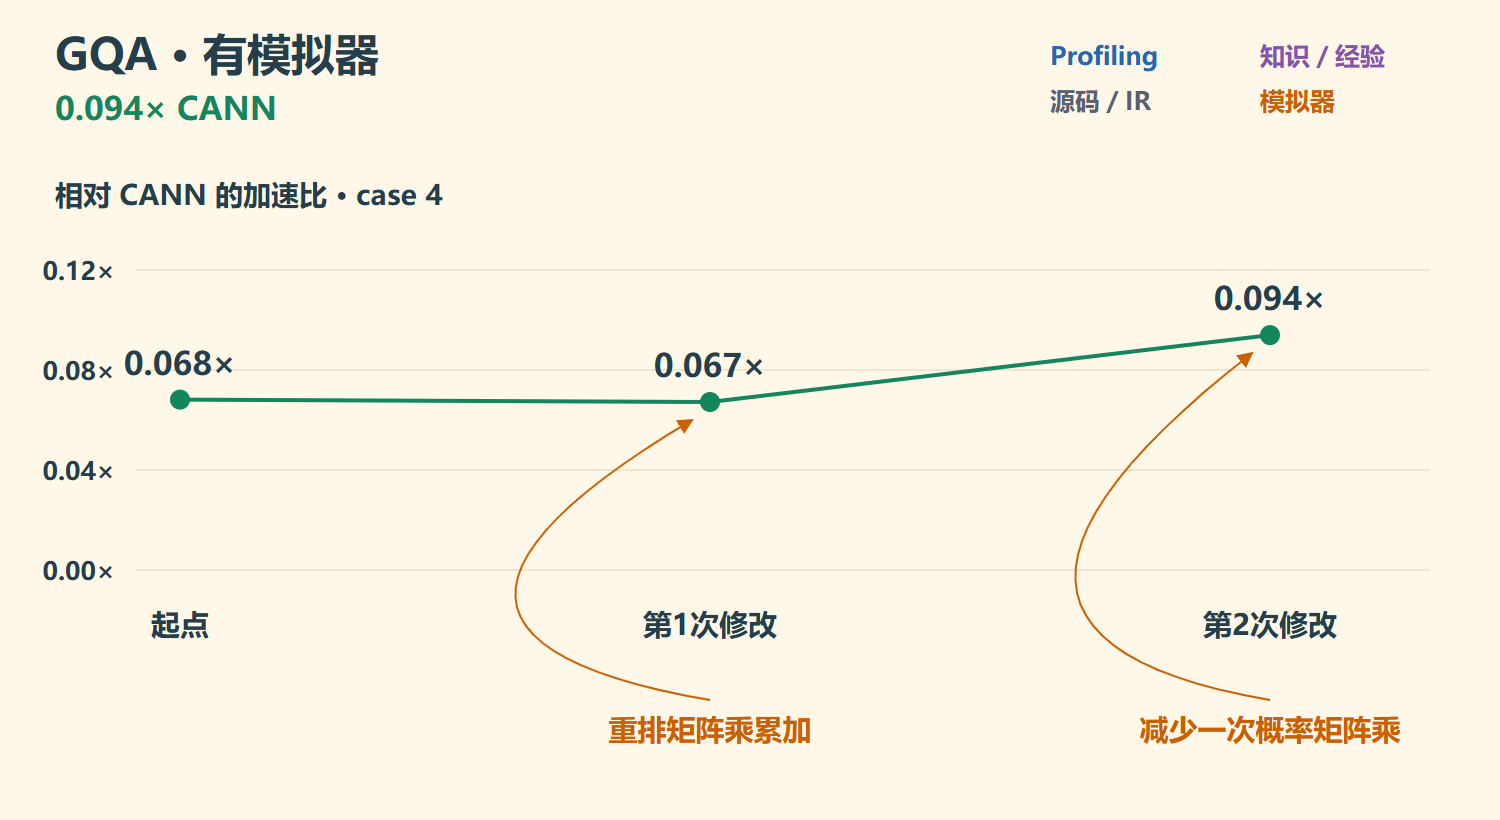 GQA • 有模拟器
0.094× CANN
Profiling
知识 / 经验
源码 / IR
模拟器
相对 CANN 的加速比 • case 4
0.12×
0.08×
0.04×
0.00×
0.068×
0.067×
0.094×
起点
第1次修改
第2次修改
重排矩阵乘累加
减少一次概率矩阵乘